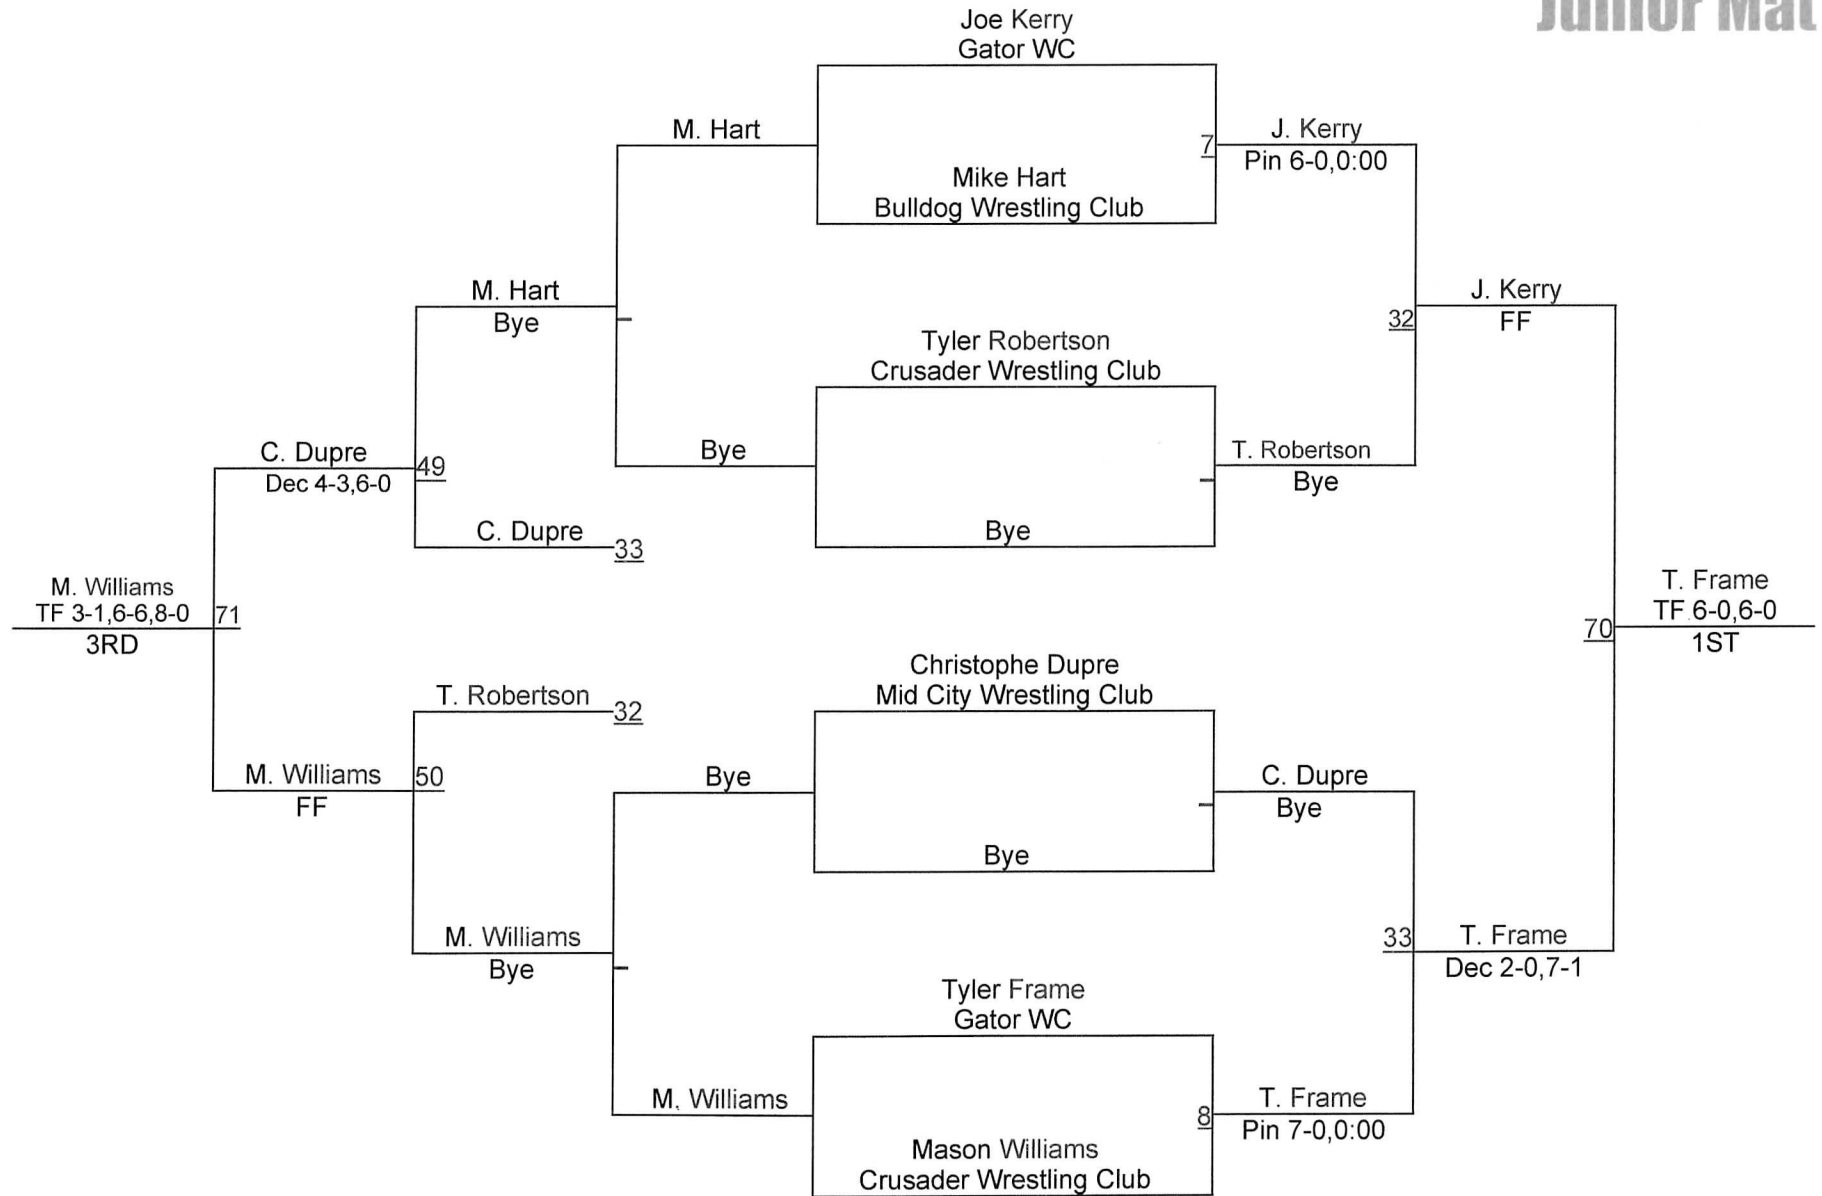 Junior Mat
Joe Kerry
Gator WC
M. Hart
7
J. Kerry
Pin 6-0,0:00
Mike Hart
Bulldog Wrestling Club
M. Hart
Bye
J. Kerry
FF
32
Tyler Robertson
Crusader Wrestling Club
C. Dupre
Dec 4-3,6-0
49
Bye
T. Robertson
Bye
C. Dupre
33
Bye
M. Williams
TF 3-1,6-6,8-0
71
3RD
T. Frame
TF 6-0,6-0
70
1ST
Christophe Dupre
Mid City Wrestling Club
T. Robertson
32
M. Williams
FF
50
Bye
C. Dupre
Bye
Bye
M. Williams
Bye
33
T. Frame
Dec 2-0,7-1
Tyler Frame
Gator WC
M. Williams
8
T. Frame
Pin 7-0,0:00
Mason Williams
Crusader Wrestling Club